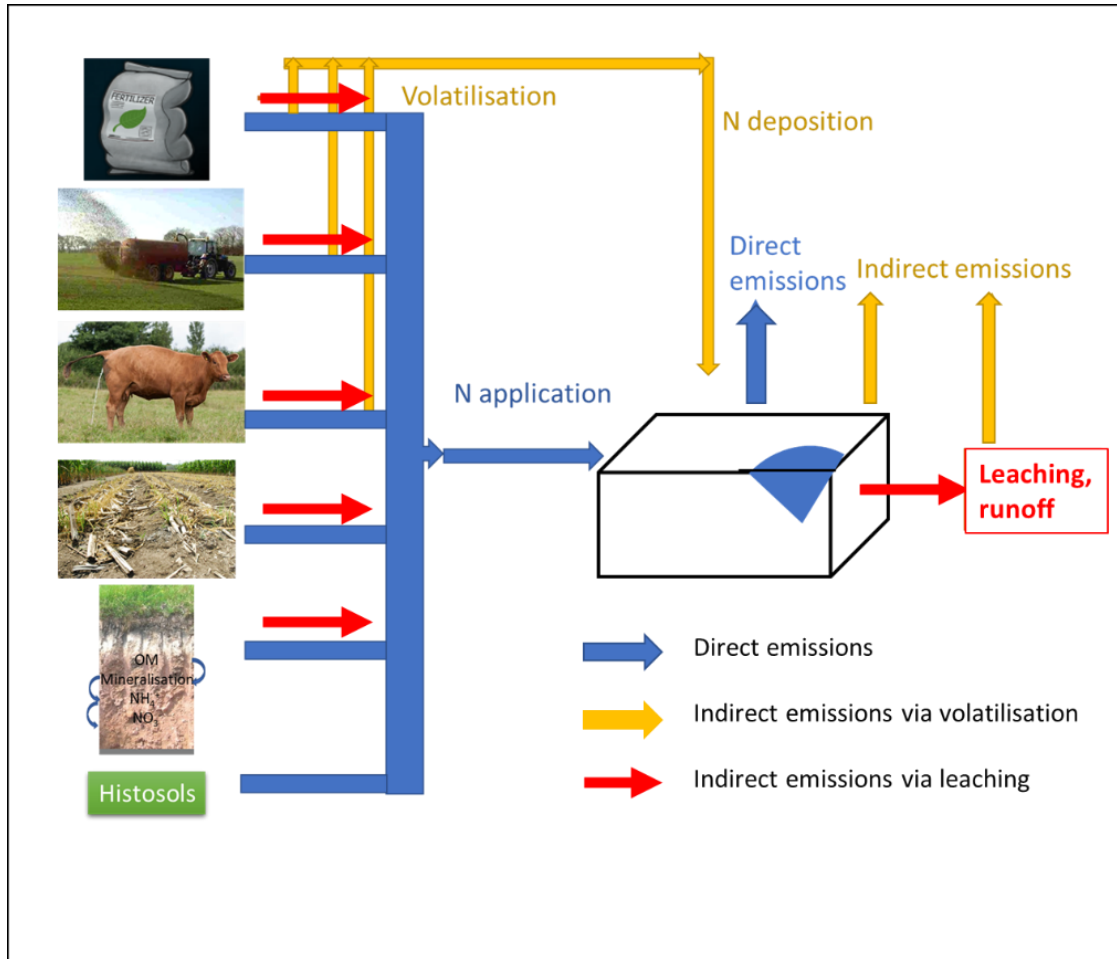 FERTILIZER
Volatilisation
N deposition
Direct
emissions
Indirect emissions
N application
Leaching,
runoff
OM
Mineralisation
NH₄⁺
NO₃⁻
Histosols
Direct emissions
Indirect emissions via volatilisation
Indirect emissions via leaching